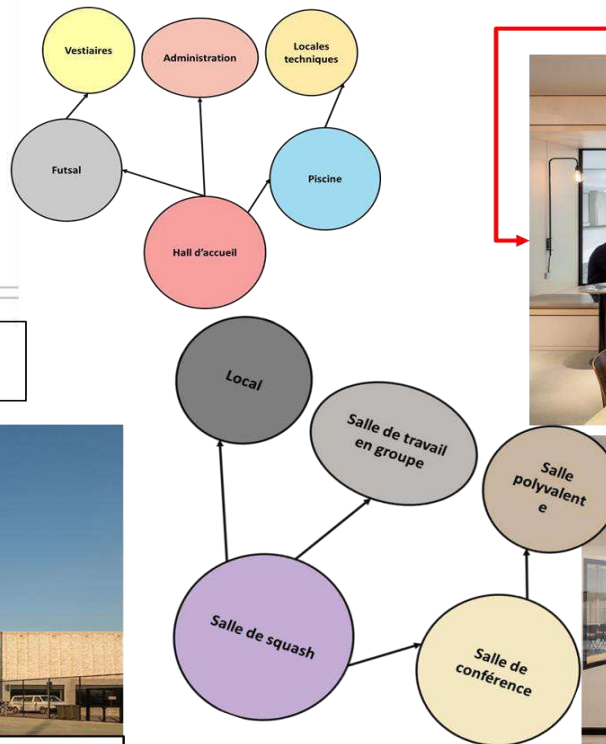 Vestiaires
Administration
Locales
techniques
Futsal
Piscine
Hall d'accueil
Local
Salle de travail
en groupe
Salle
polyvalent
e
Salle de squash
Salle de
conférence